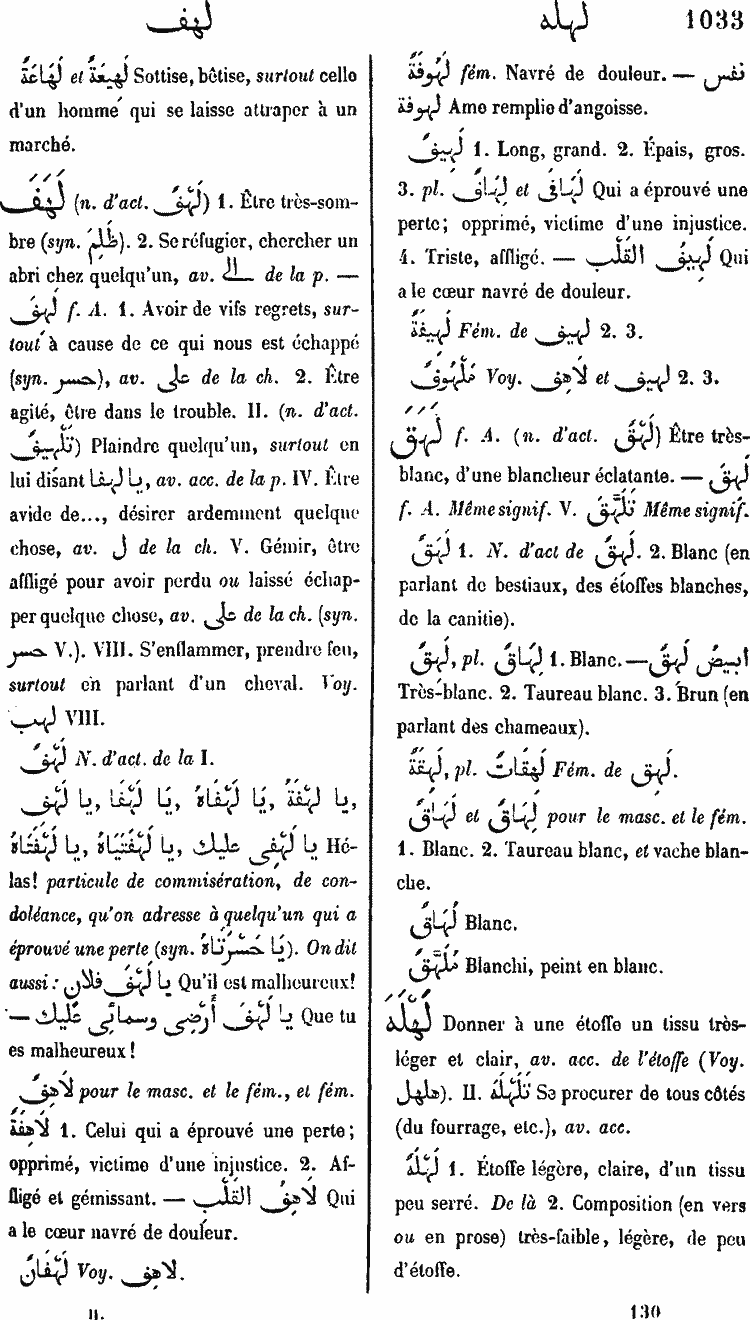 لهف
لهله
1033
لَهِيعَةٌ et لَهَاعَةٌ Sottise, bêtise, surtout celle
d'un homme qui se laisse attraper à un
marché.
لَهَفَ (n. d'act. لَهْفٌ) 1. Être très-som-
bre (syn. ظَلَمَ). 2. Se réfugier, chercher un
abri chez quelqu'un, av. الى de la p. —
لَهِفَ f. A. 1. Avoir de vifs regrets, sur-
tout à cause de ce qui nous est échappé
(syn. حسر), av. على de la ch. 2. Être
agité, être dans le trouble. II. (n. d'act.
تَلْهِيفٌ) Plaindre quelqu'un, surtout en
lui disant يا لهفا, av. acc. de la p. IV. Être
avide de..., désirer ardemment quelque
chose, av. ل de la ch. V. Gémir, être
affligé pour avoir perdu ou laissé échap-
per quelque chose, av. على de la ch. (syn.
حسر V.). VIII. S'enflammer, prendre feu,
surtout en parlant d'un cheval. Voy.
لهب VIII.
لَهْفٌ N. d'act. de la I.
يا لَهْفَةُ, يَا لَهْفَاهُ, يَا لَهْفَا, يا لَهْفَ,
يا لَهْفِى عليك, يا لَهْفَتَيَاهُ, يا لَهْفَتَاهُ Hé-
las! particule de commisération, de con-
doléance, qu'on adresse à quelqu'un qui a
éprouvé une perte (syn. يَا حَسْرَتَاهُ). On dit
aussi: يا لَهْفَ فلان Qu'il est malheureux!
— يا لَهْفَ أَرْضِى وسمائى عَلَيك Que tu
es malheureux!
لَاهِفٌ pour le masc. et le fém., et fém.
لَاهِفَةٌ 1. Celui qui a éprouvé une perte;
opprimé, victime d'une injustice. 2. Af-
fligé et gémissant. — لَاهِفُ القَلْبِ Qui
a le cœur navré de douleur.
لَهْفَانٌ Voy. لاهف.
II.
لَهُوفَةٌ fém. Navré de douleur. — نفس
لهوفة Ame remplie d'angoisse.
لَهِيفٌ 1. Long, grand. 2. Épais, gros.
3. pl. لَهَافَى et لِهَافٌ Qui a éprouvé une
perte; opprimé, victime d'une injustice.
4. Triste, affligé. — لَهِيفُ القَلْبِ Qui
a le cœur navré de douleur.
لَهِيفَةٌ Fém. de لهيف 2. 3.
مَلْهُوفٌ Voy. لَاهِف et لهيف 2. 3.
لَهَقَ f. A. (n. d'act. لَهْقٌ) Être très-
blanc, d'une blancheur éclatante. — لَهِقَ
f. A. Même signif. V. تَلَهَّقَ Même signif.
لَهَقٌ 1. N. d'act de لَهِقَ. 2. Blanc (en
parlant de bestiaux, des étoffes blanches,
de la canitie).
لَهِقٌ, pl. لِهَاقٌ 1. Blanc. — ابيض لَهِقٌ
Très-blanc. 2. Taureau blanc. 3. Brun (en
parlant des chameaux).
لَهِقَةٌ, pl. لَهِقَاتٌ Fém. de لَهِق.
لَهَاقٌ et لِهَاقٌ pour le masc. et le fém.
1. Blanc. 2. Taureau blanc, et vache blan-
che.
لُهَاقٌ Blanc.
مُلَهَّقٌ Blanchi, peint en blanc.
لَهْلَهَ Donner à une étoffe un tissu très-
léger et clair, av. acc. de l'étoffe (Voy.
هلهل). II. تَلَهْلَهَ Se procurer de tous côtés
(du fourrage, etc.), av. acc.
لَهْلَهٌ 1. Étoffe légère, claire, d'un tissu
peu serré. De là 2. Composition (en vers
ou en prose) très-faible, légère, de peu
d'étoffe.
130